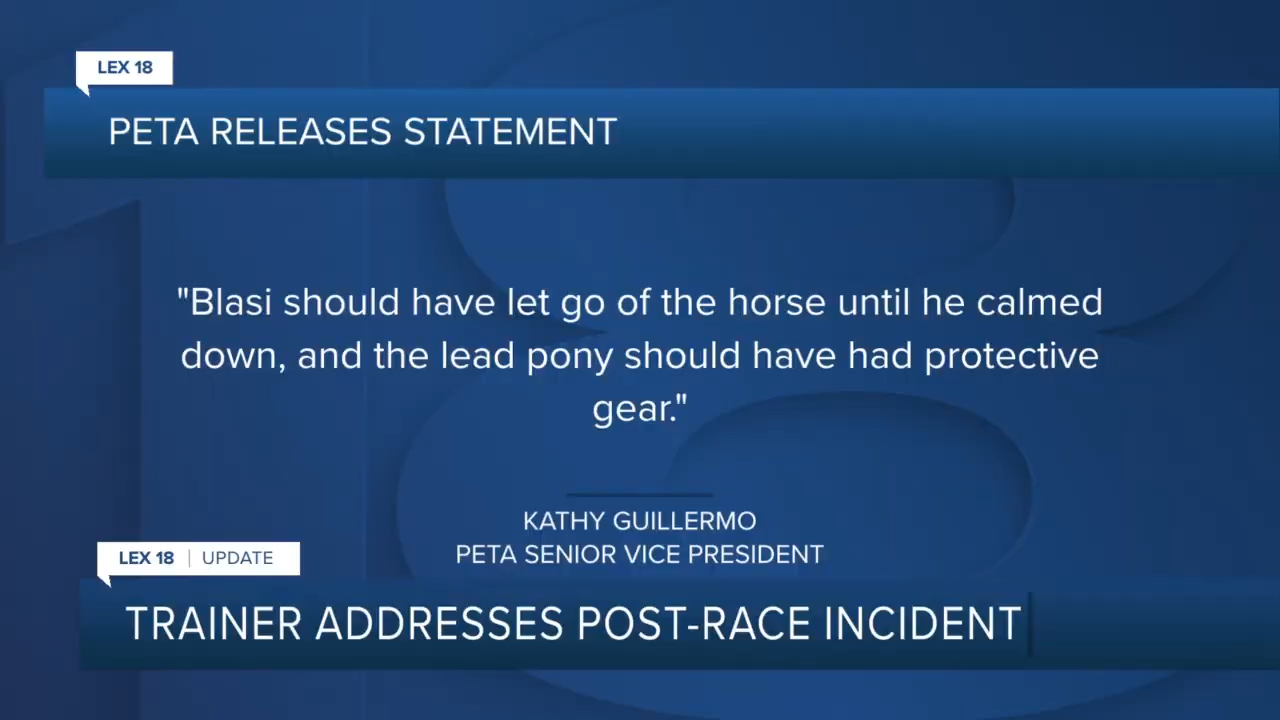 LEX 18
PETA RELEASES STATEMENT
"Blasi should have let go of the horse until he calmed
down, and the lead pony should have had protective
gear."
KATHY GUILLERMO
PETA SENIOR VICE PRESIDENT
LEX 18 | UPDATE
TRAINER ADDRESSES POST-RACE INCIDENT